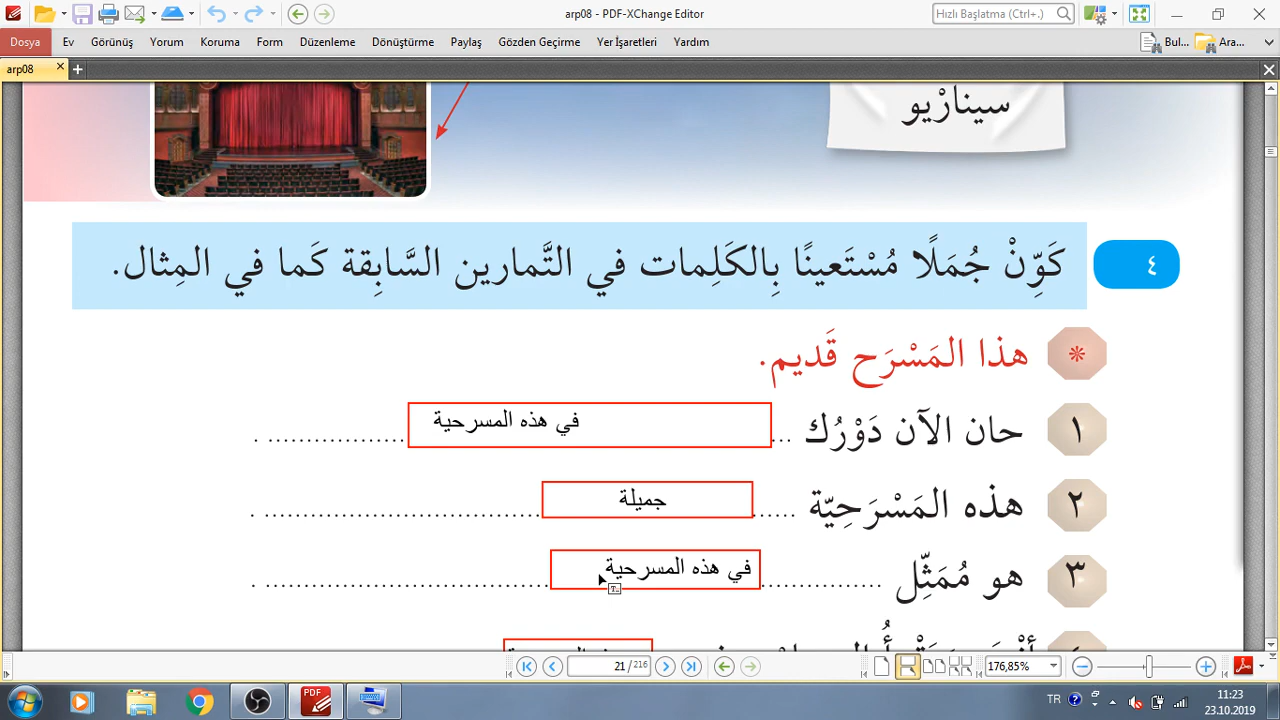 arp08 - PDF-XChange Editor
Hızlı Başlatma (Ctrl+.)
Dosya Ev Görünüş Yorum Koruma Form Düzenleme Dönüştürme Paylaş Gözden Geçirme Yer İşaretleri Yardım
Bul... Ara...
arp08
سينارْيو
٤ كَوِّنْ جُمَلًا مُسْتَعينًا بِالكَلِمات في التَّمارين السَّابِقة كَما في المِثال.
هذا المَسْرَح قَديم.
١ حان الآن دَوْرُك ... في هذه المسرحية .................. .
٢ هذه المَسْرَحِيّة ...... جميلة .................................... .
٣ هو مُمَثِّل ............... في هذه المسرحية .................................... .
21 / 216
176,85%
TR
11:23
23.10.2019